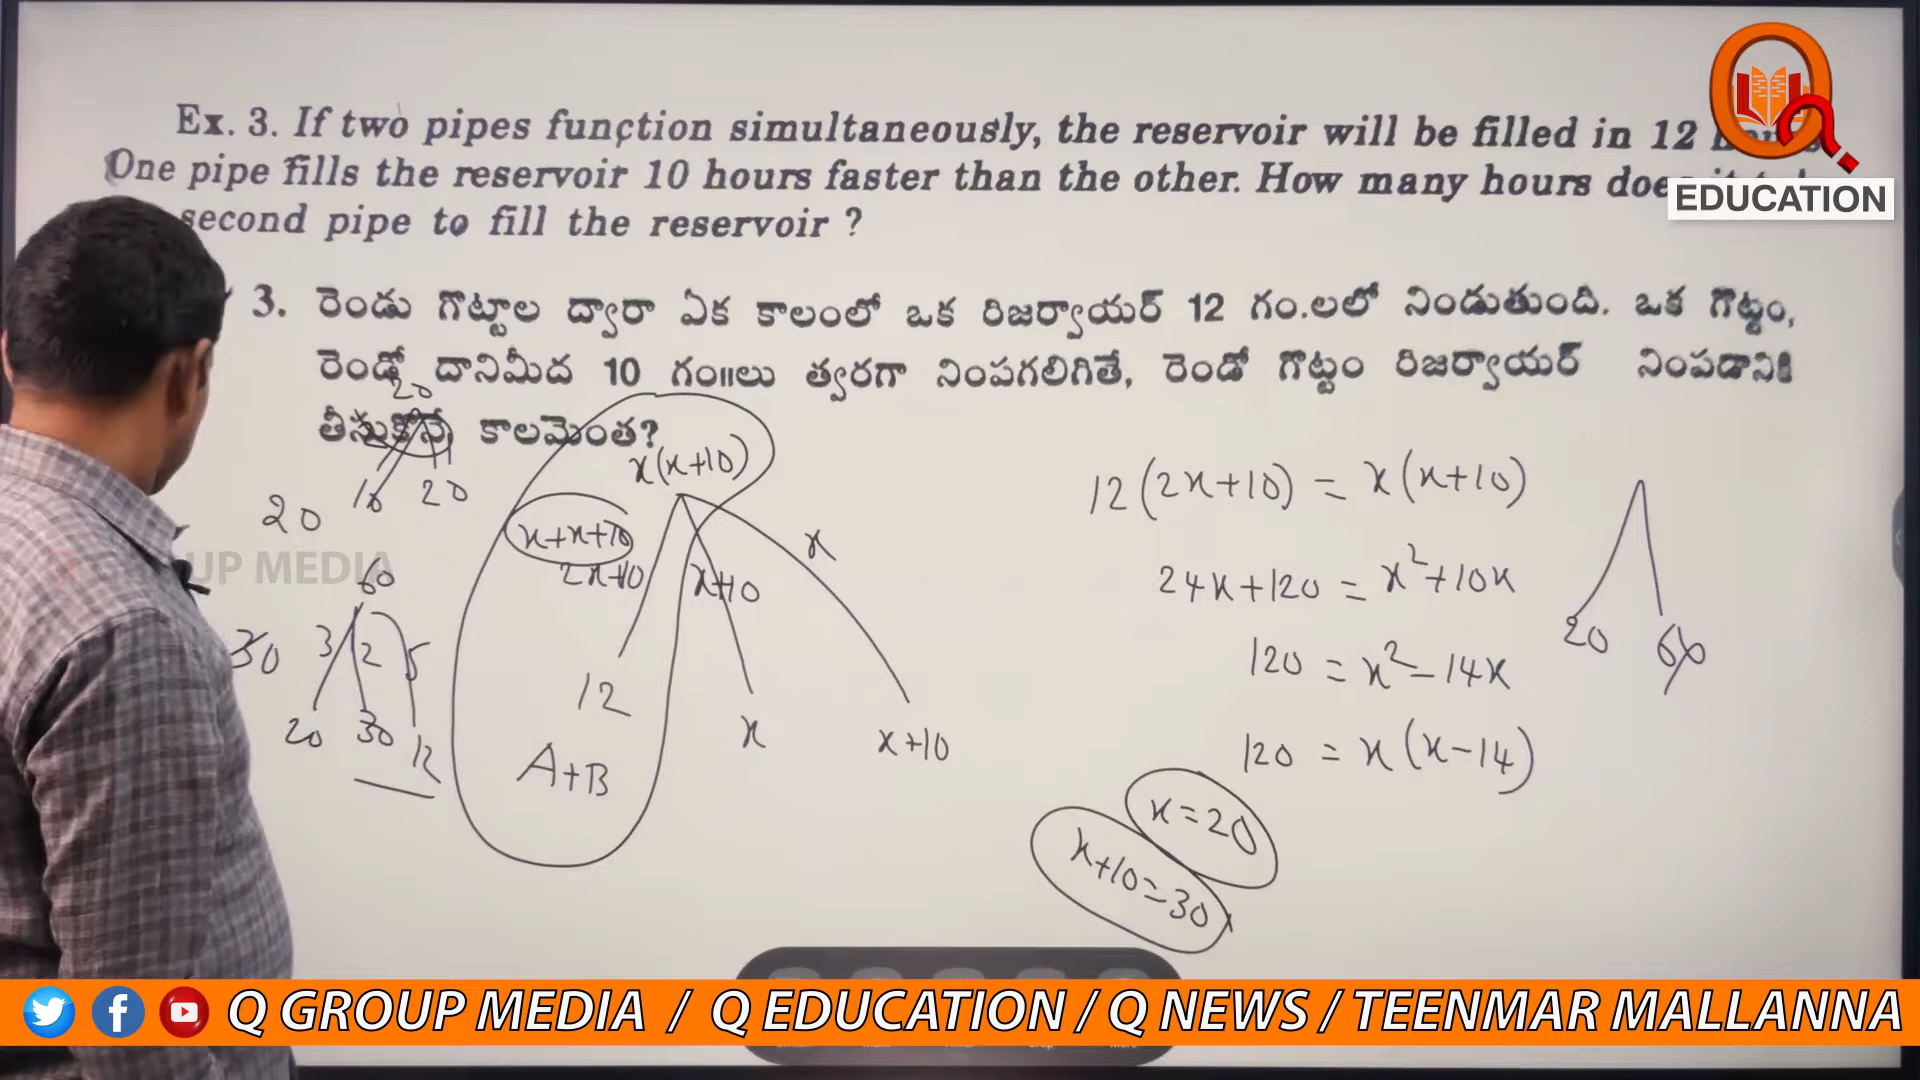 Ex. 3. If two pipes function simultaneously, the reservoir will be filled in 12
One pipe fills the reservoir 10 hours faster than the other. How many hours does
second pipe to fill the reservoir ?
EDUCATION
3. రెండు గొట్టాల ద్వారా ఏక కాలంలో ఒక రిజర్వాయర్ 12 గం.లలో నిండుతుంది. ఒక గొట్టం,
రెండో దానిమీద 10 గం॥లు త్వరగా నింపగలిగితే, రెండో గొట్టం రిజర్వాయర్ నింపడానికి
తీసుకొనే కాలమెంత?
20
10 20
20
60
30 3 2 5
20 30 12
x(x+10)
x+x+10
2x+10 x+10 x
12 x x+10
A+B
12(2x+10) = x(x+10)
24x+120 = x²+10x
120 = x²-14x
120 = x(x-14)
x=20
x+10=30
20 60
GROUP MEDIA
Q GROUP MEDIA / Q EDUCATION / Q NEWS / TEENMAR MALLANNA